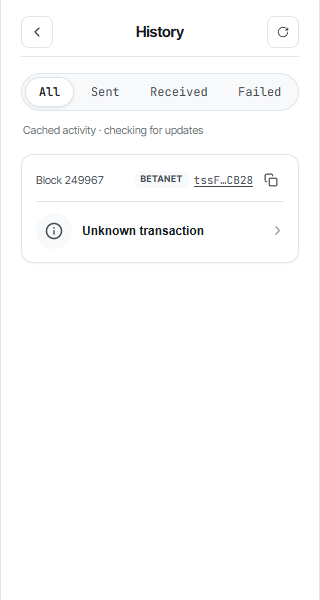 History
All Sent Received Failed
Cached activity · checking for updates
Block 249967 BETANET tssF…CB28
Unknown transaction